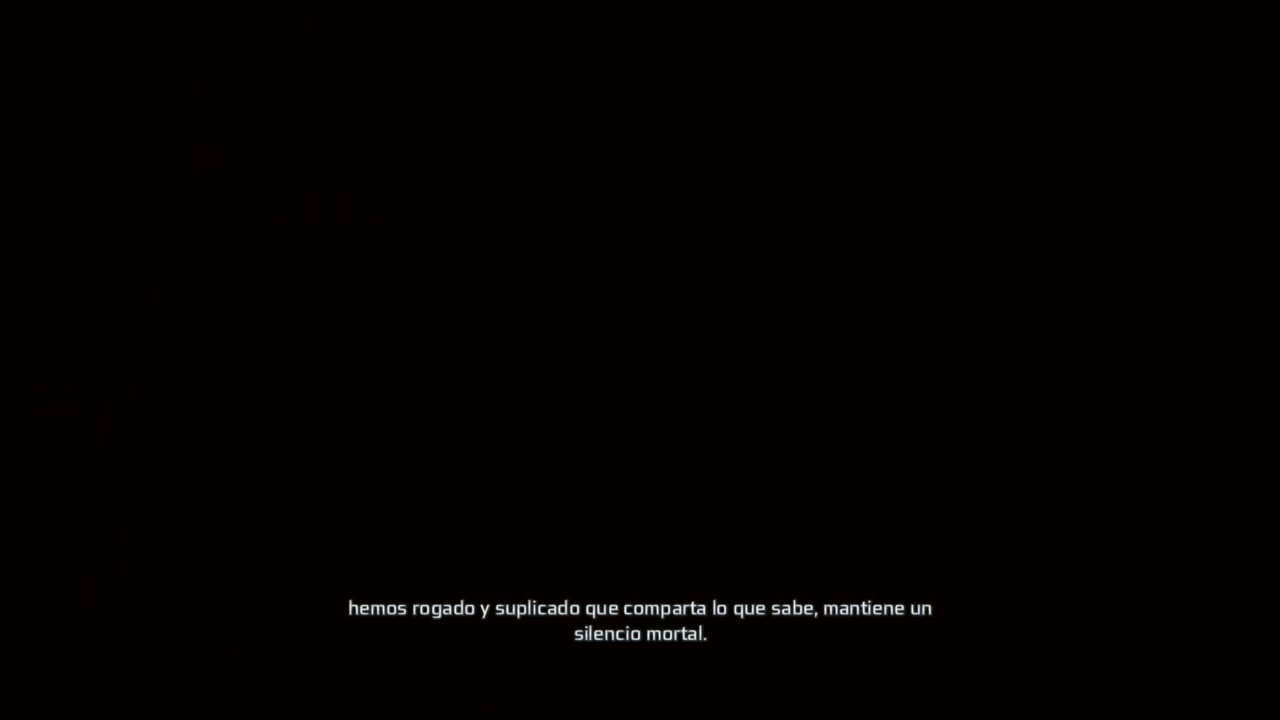 hemos rogado y suplicado que comparta lo que sabe, mantiene un
silencio mortal.